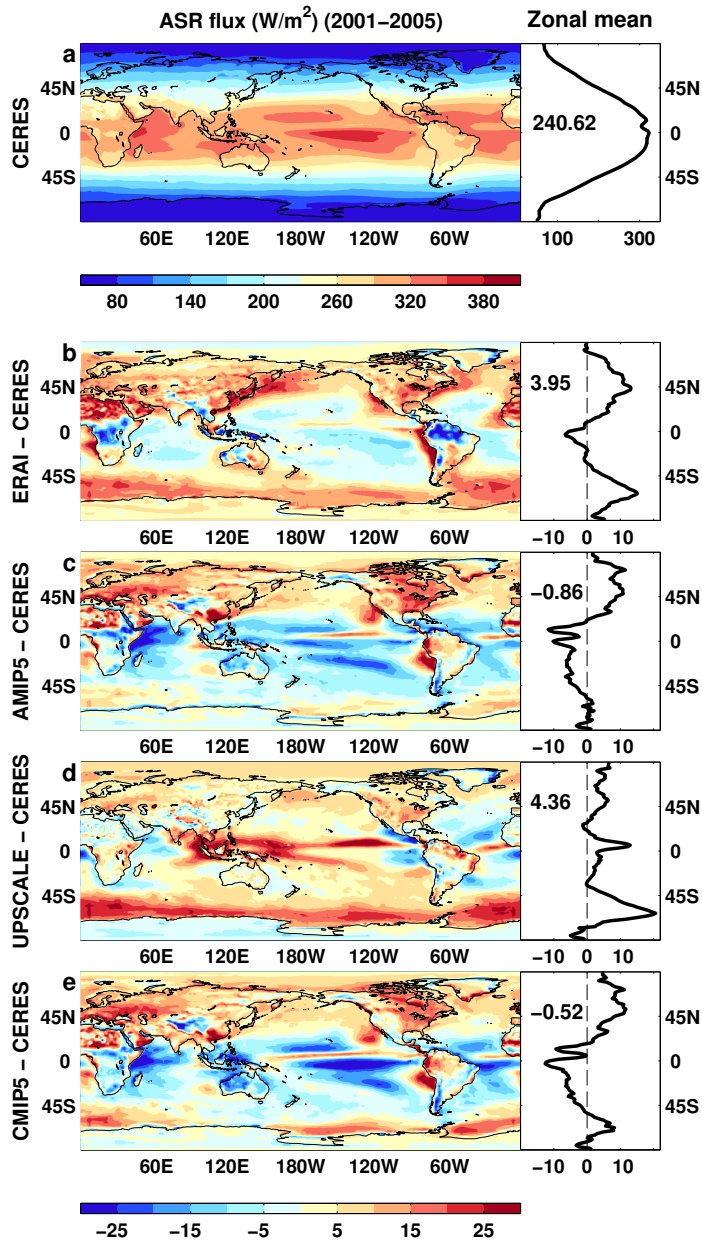 ASR flux (W/m²) (2001−2005) Zonal mean
a
CERES
45N
0
45S
240.62
45N
0
45S
60E 120E 180W 120W 60W
100 300
80 140 200 260 320 380
b
ERAI − CERES
45N
0
45S
3.95
45N
0
45S
60E 120E 180W 120W 60W
−10 0 10
c
AMIP5 − CERES
45N
0
45S
−0.86
45N
0
45S
60E 120E 180W 120W 60W
−10 0 10
d
UPSCALE − CERES
45N
0
45S
4.36
45N
0
45S
60E 120E 180W 120W 60W
−10 0 10
e
CMIP5 − CERES
45N
0
45S
−0.52
45N
0
45S
60E 120E 180W 120W 60W
−10 0 10
−25 −15 −5 5 15 25